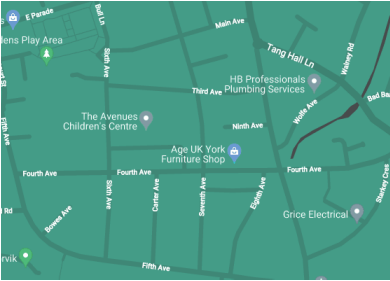 E Parade
Bull Ln
Main Ave
Tang Hall Ln
Watney Rd
dens Play Area
Sixth Ave
HB Professionals
Plumbing Services
Third Ave
Wolfe Ave
Bad Ba
The Avenues
Children's Centre
Ninth Ave
Fifth Ave
Age UK York
Furniture Shop
Fourth Ave
Fourth Ave
Fourth Ave
Sixth Ave
Carter Ave
Seventh Ave
Eighth Ave
Starkey Cres
l Rd
Bowes Ave
Grice Electrical
rvik
Fifth Ave